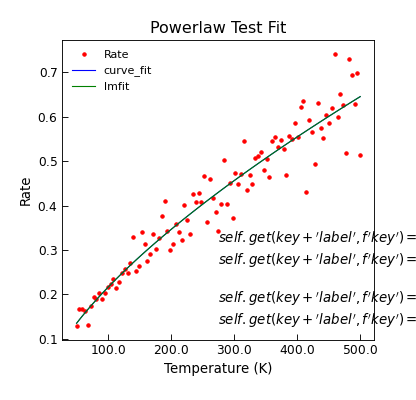 Powerlaw Test Fit
Rate
curve_fit
lmfit
0.7
0.6
0.5
0.4
0.3
0.2
0.1
Rate
self.get(key+'label',f'key')=
self.get(key+'label',f'key')=
self.get(key+'label',f'key')=
self.get(key+'label',f'key')=
100.0 200.0 300.0 400.0 500.0
Temperature (K)